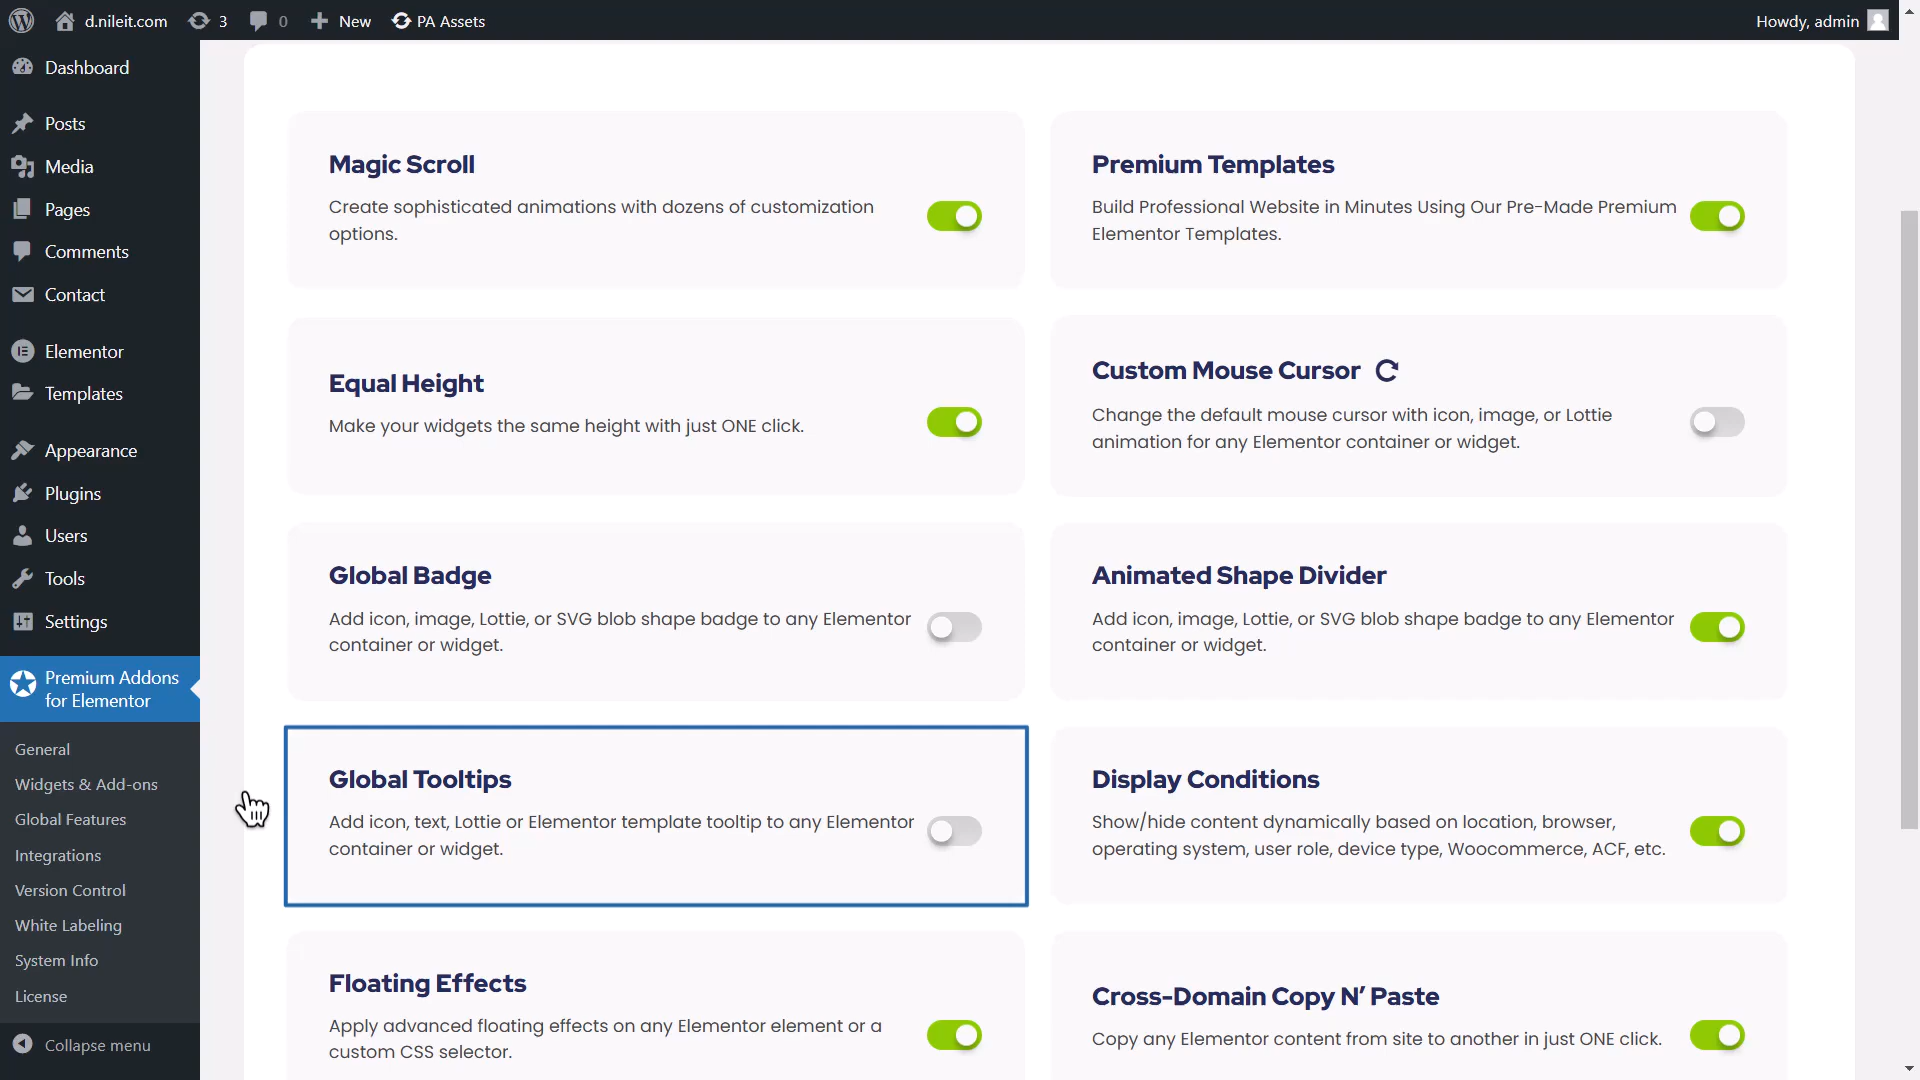 d.nileit.com
3
0
New
PA Assets
Howdy, admin
Dashboard
Posts
Media
Pages
Comments
Contact
Elementor
Templates
Appearance
Plugins
Users
Tools
Settings
Premium Addons
for Elementor
General
Widgets & Add-ons
Global Features
Integrations
Version Control
White Labeling
System Info
License
Collapse menu
Magic Scroll
Create sophisticated animations with dozens of customization
options.
Premium Templates
Build Professional Website in Minutes Using Our Pre-Made Premium
Elementor Templates.
Equal Height
Make your widgets the same height with just ONE click.
Custom Mouse Cursor
Change the default mouse cursor with icon, image, or Lottie
animation for any Elementor container or widget.
Global Badge
Add icon, image, Lottie, or SVG blob shape badge to any Elementor
container or widget.
Animated Shape Divider
Add icon, image, Lottie, or SVG blob shape badge to any Elementor
container or widget.
Global Tooltips
Add icon, text, Lottie or Elementor template tooltip to any Elementor
container or widget.
Display Conditions
Show/hide content dynamically based on location, browser,
operating system, user role, device type, Woocommerce, ACF, etc.
Floating Effects
Apply advanced floating effects on any Elementor element or a
custom CSS selector.
Cross-Domain Copy N’ Paste
Copy any Elementor content from site to another in just ONE click.